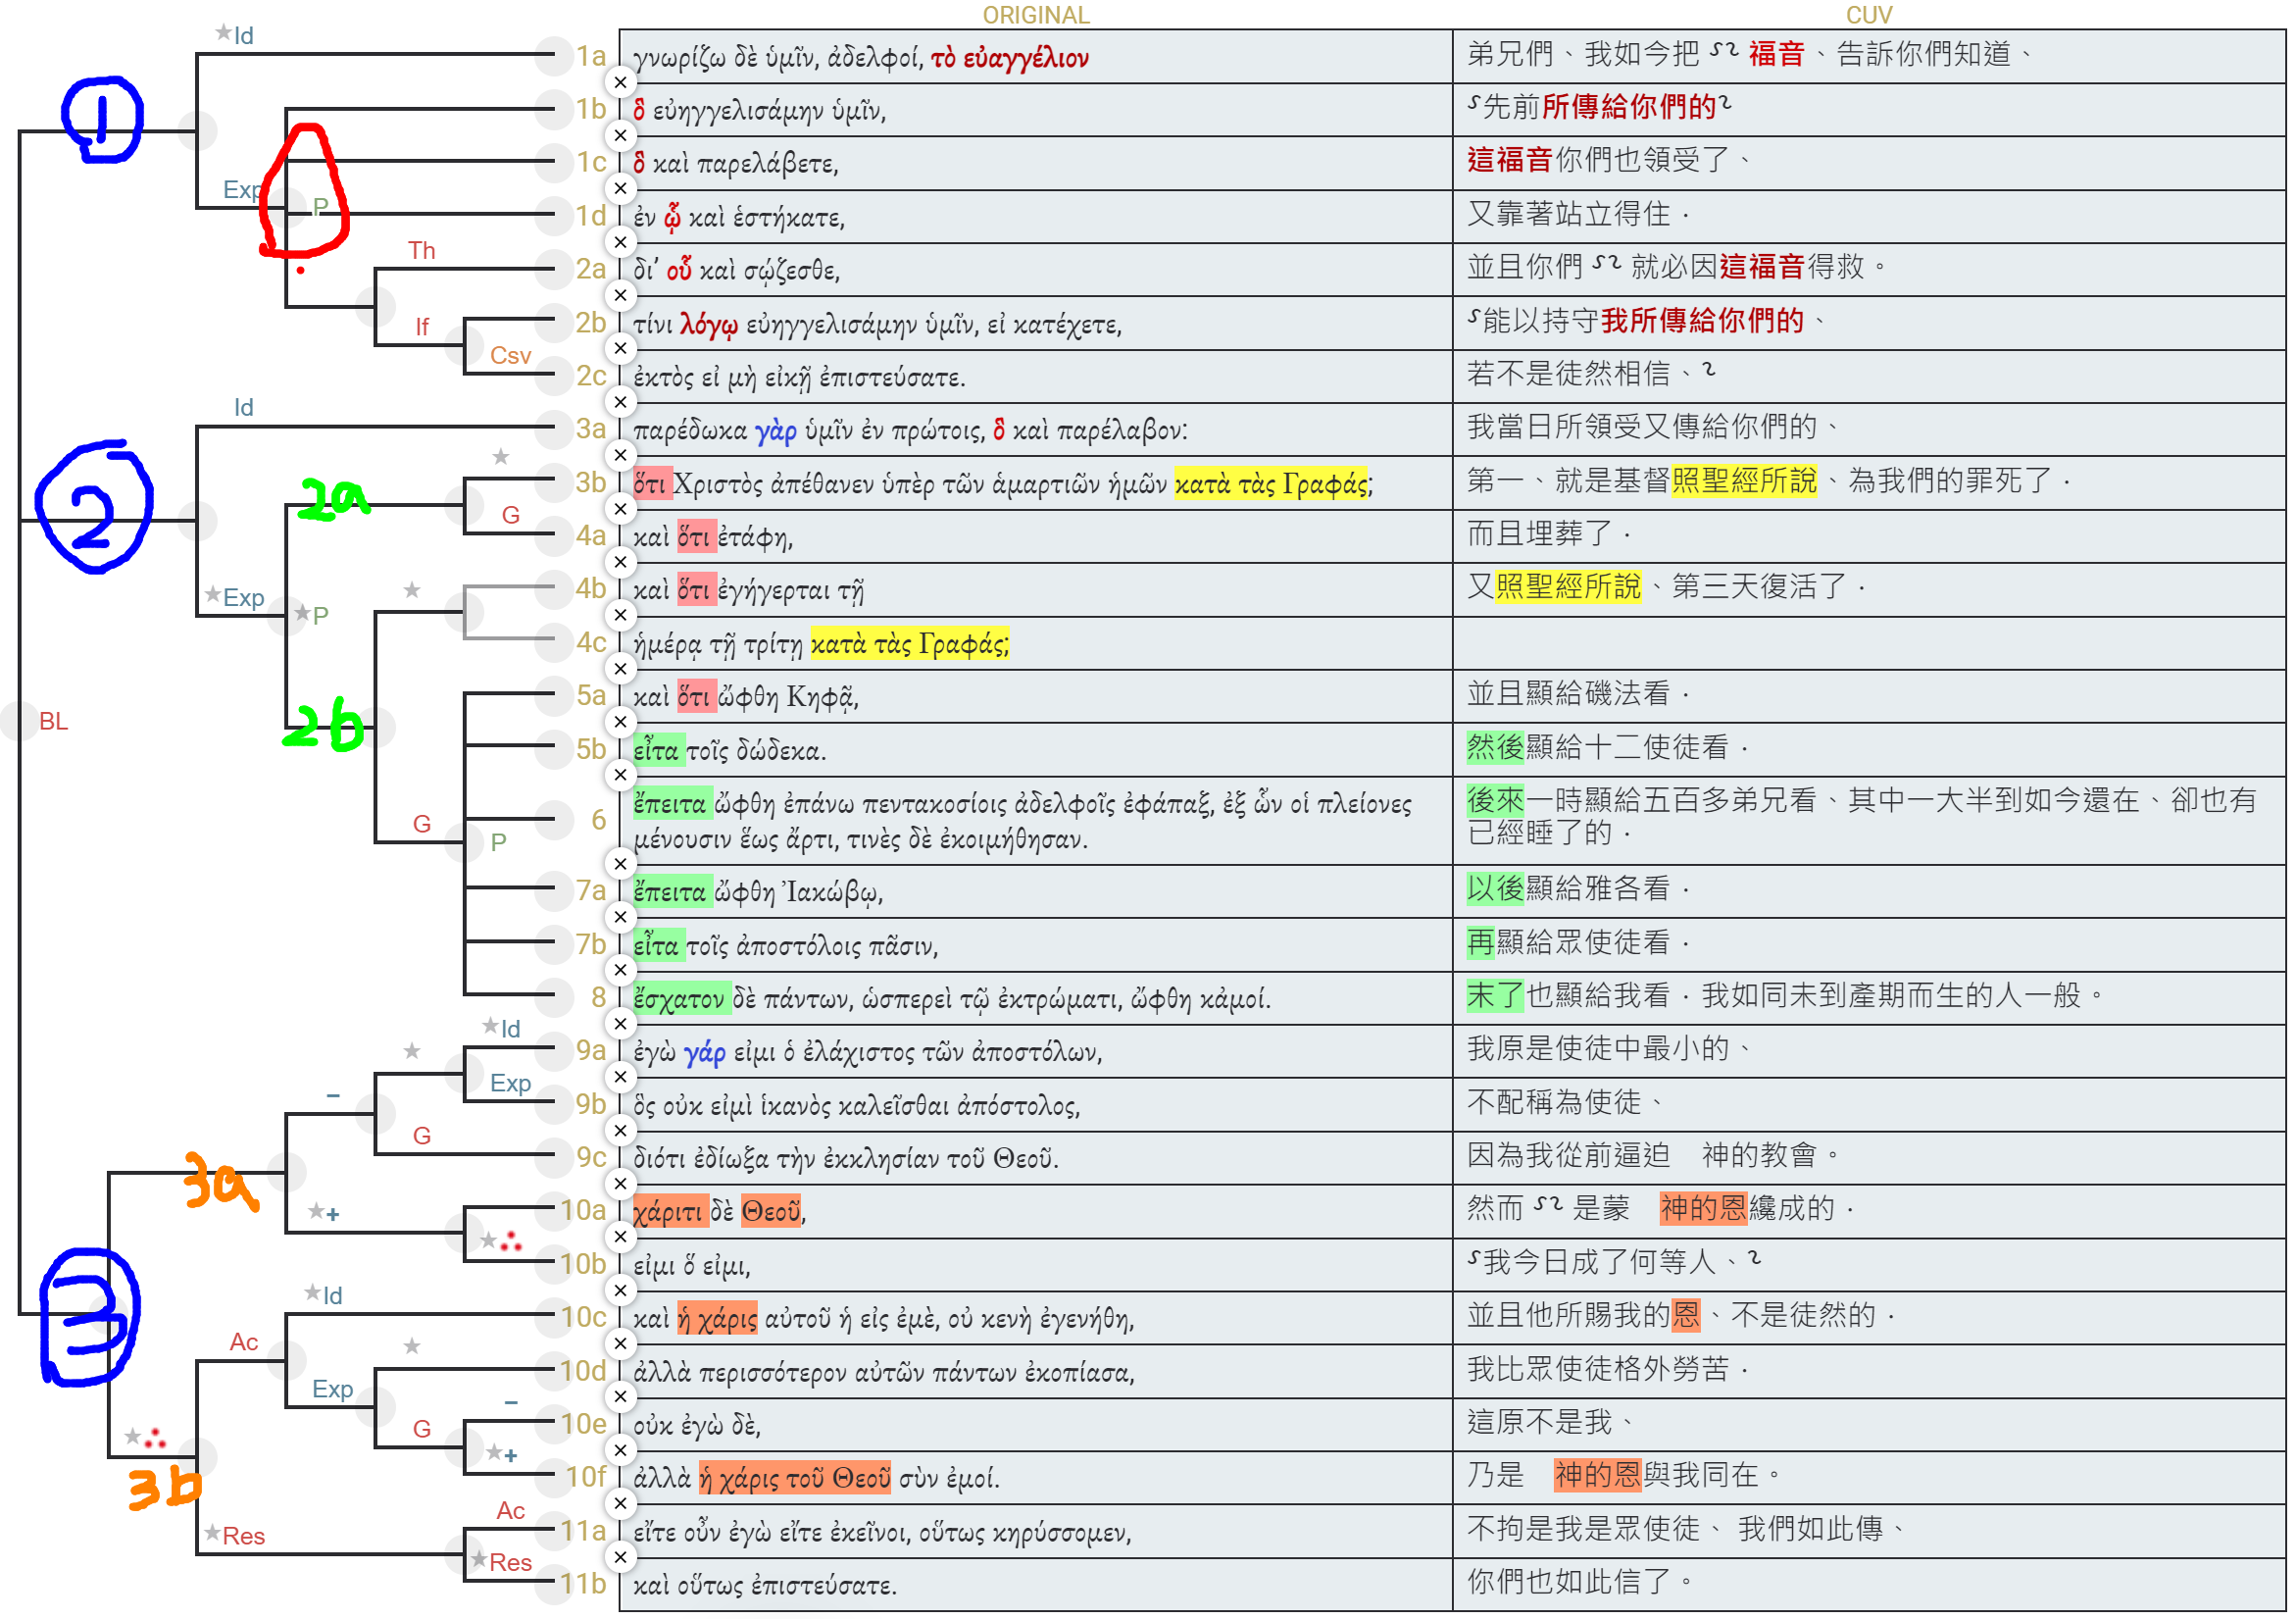 ORIGINAL CUV
★Id 1a γνωρίζω δὲ ὑμῖν, ἀδελφοί, τὸ εὐαγγέλιον 弟兄們、我如今把 ⸂⸃ 福音、告訴你們知道、
① 1b ὃ εὐηγγελισάμην ὑμῖν, ⸂先前所傳給你們的⸃
1c ὃ καὶ παρελάβετε, 這福音你們也領受了、
Exp P 1d ἐν ᾧ καὶ ἑστήκατε, 又靠著站立得住．
Th 2a δι’ οὗ καὶ σῴζεσθε, 並且你們 ⸂⸃ 就必因這福音得救。
If 2b τίνι λόγῳ εὐηγγελισάμην ὑμῖν, εἰ κατέχετε, ⸂能以持守我所傳給你們的、
Csv 2c ἐκτὸς εἰ μὴ εἰκῇ ἐπιστεύσατε. 若不是徒然相信、⸃
Id 3a παρέδωκα γὰρ ὑμῖν ἐν πρώτοις, ὃ καὶ παρέλαβον: 我當日所領受又傳給你們的、
② 2a ★ 3b ὅτι Χριστὸς ἀπέθανεν ὑπὲρ τῶν ἁμαρτιῶν ἡμῶν κατὰ τὰς Γραφάς; 第一、就是基督照聖經所說、為我們的罪死了．
G 4a καὶ ὅτι ἐτάφη, 而且埋葬了．
★Exp ★P ★ 4b καὶ ὅτι ἐγήγερται τῇ 又照聖經所說、第三天復活了．
4c ἡμέρᾳ τῇ τρίτῃ κατὰ τὰς Γραφάς;
BL 2b 5a καὶ ὅτι ὤφθη Κηφᾷ, 並且顯給磯法看．
5b εἶτα τοῖς δώδεκα. 然後顯給十二使徒看．
G P 6 ἔπειτα ὤφθη ἐπάνω πεντακοσίοις ἀδελφοῖς ἐφάπαξ, ἐξ ὧν οἱ πλείονες 後來一時顯給五百多弟兄看、其中一大半到如今還在、卻也有
μένουσιν ἕως ἄρτι, τινὲς δὲ ἐκοιμήθησαν. 已經睡了的．
7a ἔπειτα ὤφθη Ἰακώβῳ, 以後顯給雅各看．
7b εἶτα τοῖς ἀποστόλοις πᾶσιν, 再顯給眾使徒看．
8 ἔσχατον δὲ πάντων, ὡσπερεὶ τῷ ἐκτρώματι, ὤφθη κἀμοί. 末了也顯給我看．我如同未到產期而生的人一般。
★ ★Id 9a ἐγὼ γάρ εἰμι ὁ ἐλάχιστος τῶν ἀποστόλων, 我原是使徒中最小的、
− Exp 9b ὃς οὐκ εἰμὶ ἱκανὸς καλεῖσθαι ἀπόστολος, 不配稱為使徒、
3a G 9c διότι ἐδίωξα τὴν ἐκκλησίαν τοῦ Θεοῦ. 因為我從前逼迫　神的教會。
★+ 10a χάριτι δὲ Θεοῦ, 然而 ⸂⸃ 是蒙　神的恩纔成的．
★∴ 10b εἰμι ὅ εἰμι, ⸂我今日成了何等人、⸃
③ ★Id 10c καὶ ἡ χάρις αὐτοῦ ἡ εἰς ἐμὲ, οὐ κενὴ ἐγενήθη, 並且他所賜我的恩、不是徒然的．
Ac ★ 10d ἀλλὰ περισσότερον αὐτῶν πάντων ἐκοπίασα, 我比眾使徒格外勞苦．
Exp − 10e οὐκ ἐγὼ δὲ, 這原不是我、
★∴ 3b G ★+ 10f ἀλλὰ ἡ χάρις τοῦ Θεοῦ σὺν ἐμοί. 乃是　神的恩與我同在。
Ac 11a εἴτε οὖν ἐγὼ εἴτε ἐκεῖνοι, οὕτως κηρύσσομεν, 不拘是我是眾使徒、 我們如此傳、
★Res ★Res 11b καὶ οὕτως ἐπιστεύσατε. 你們也如此信了。